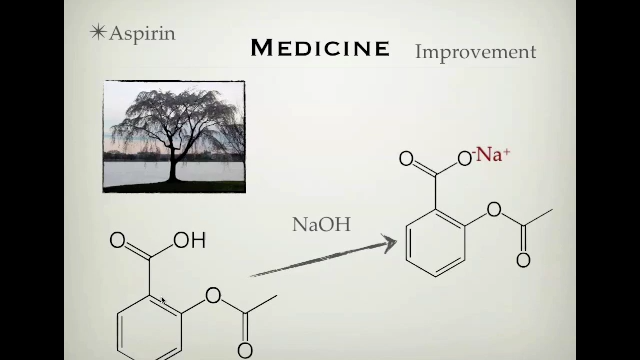 ✴Aspirin
MEDICINE
Improvement
O
O⁻Na⁺
O
O
NaOH
O
OH
O
O